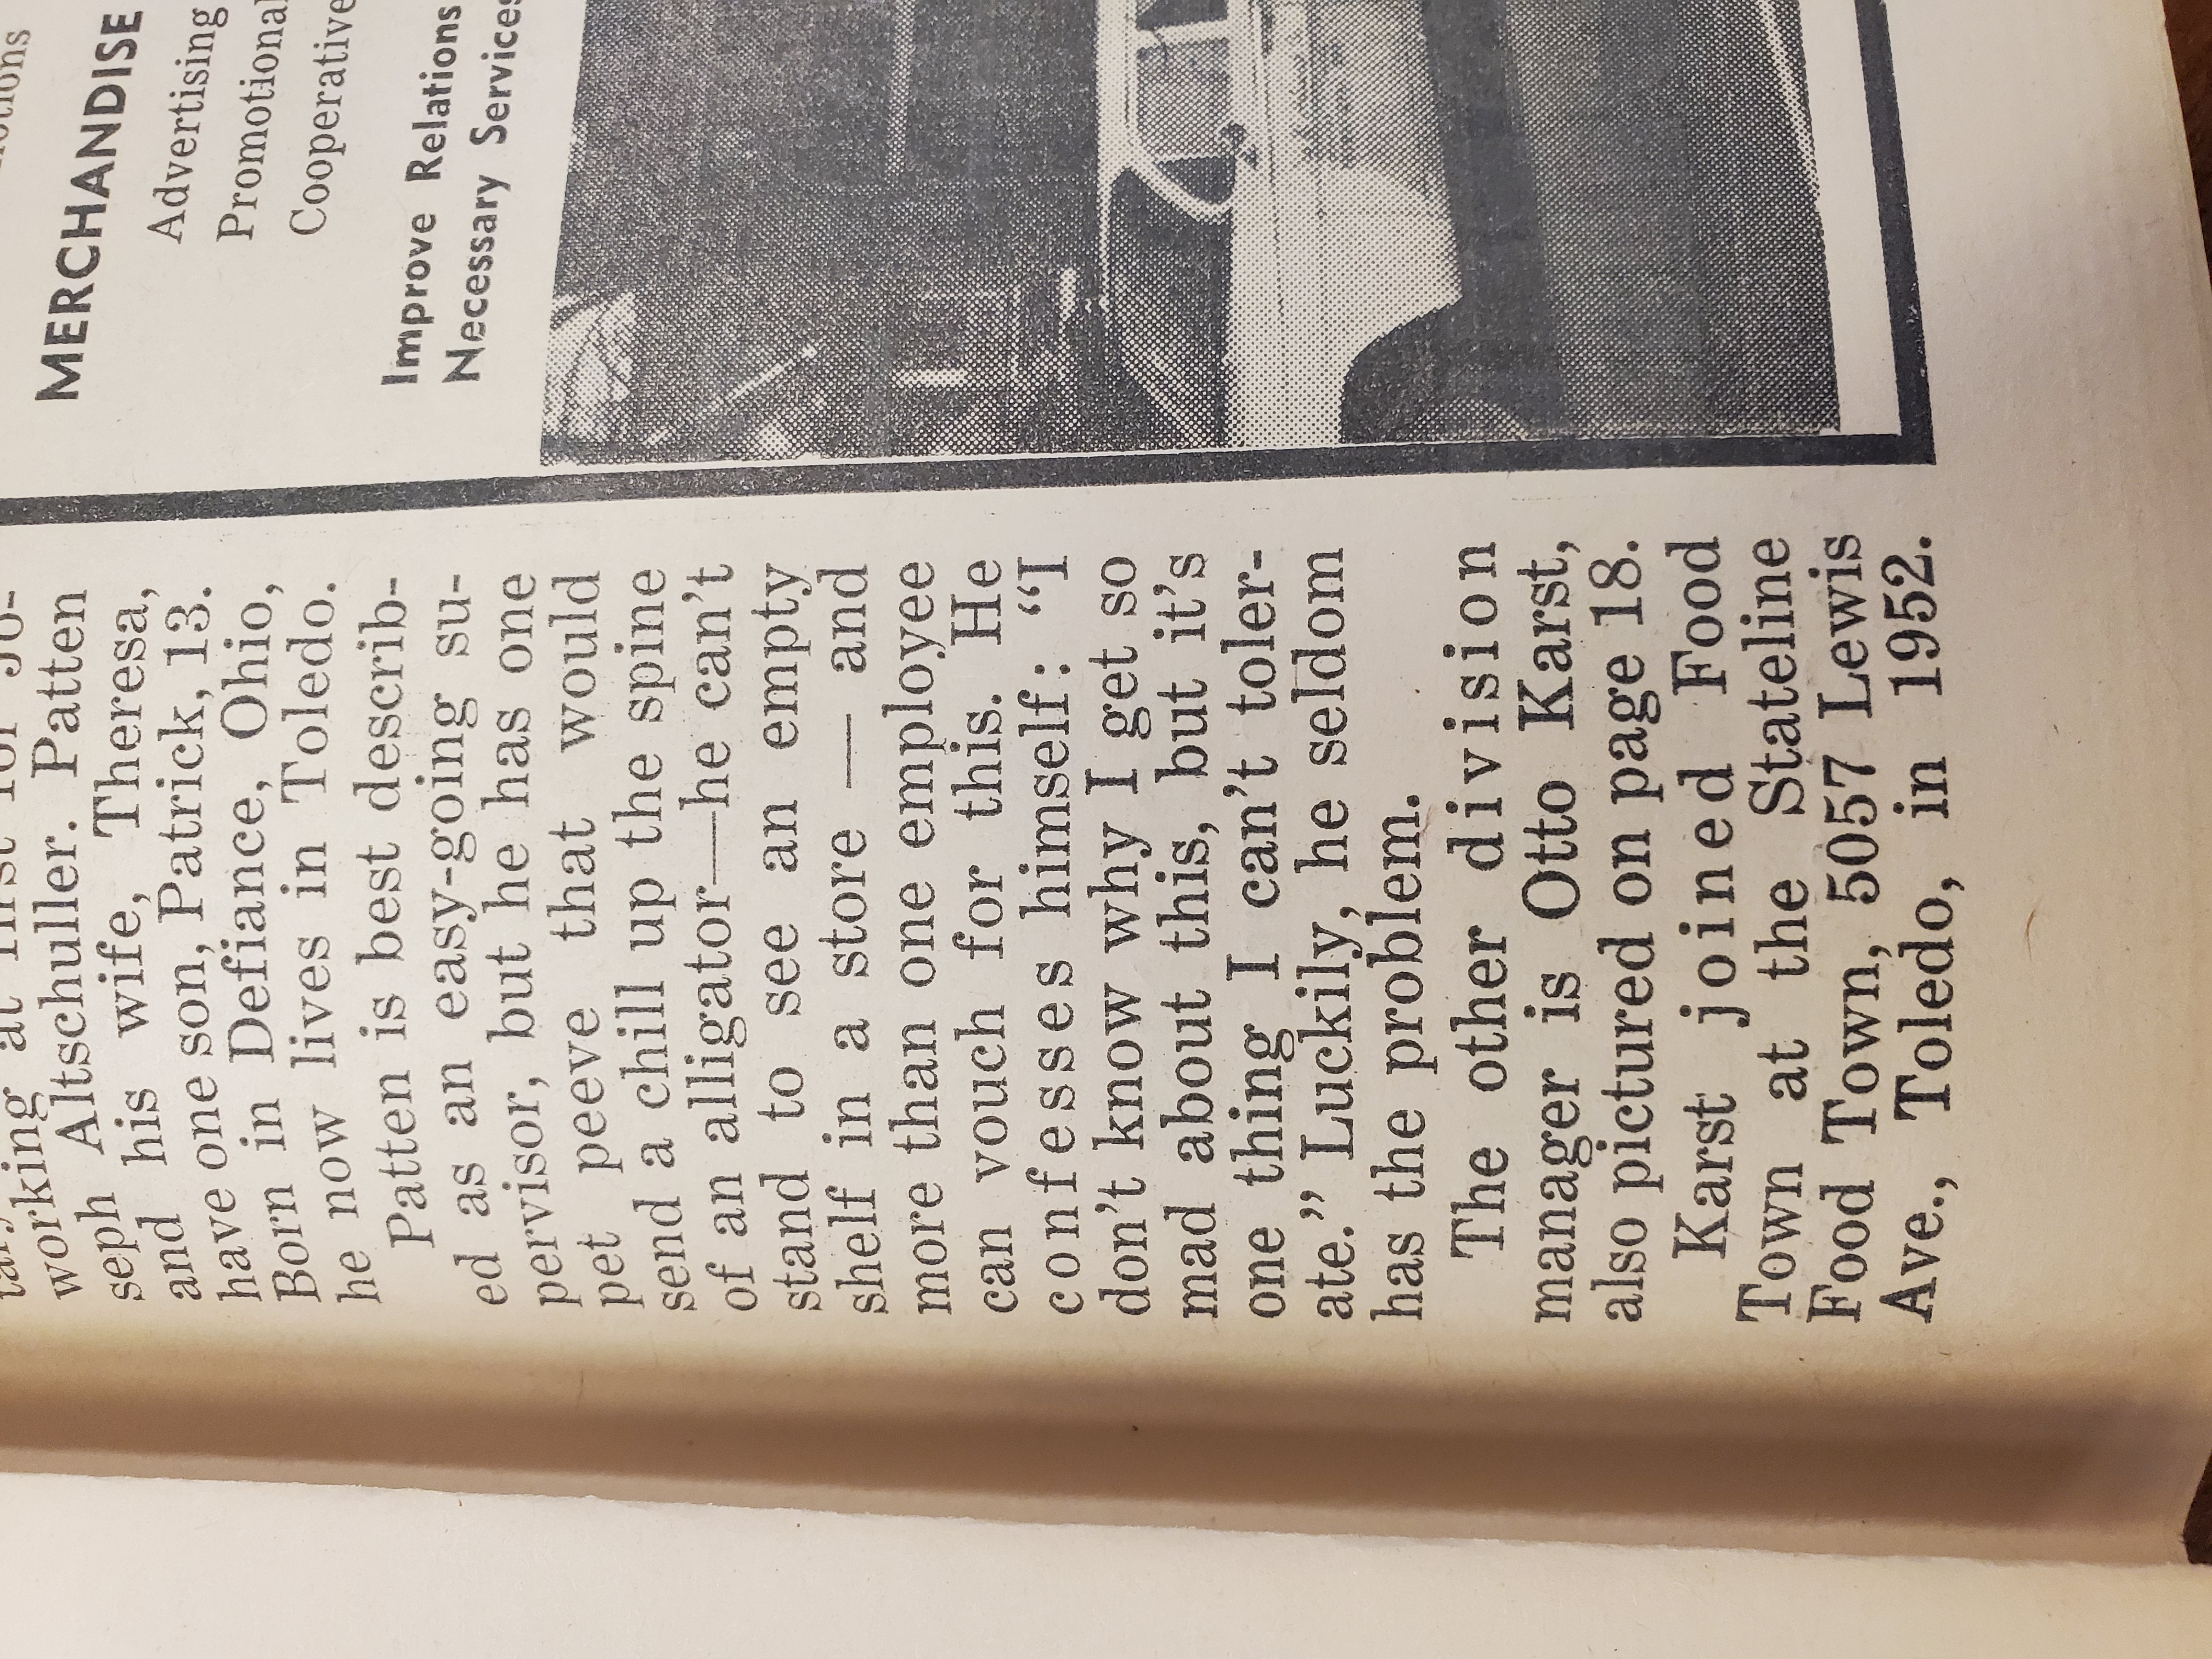 working at first for Jo-
seph Altschuller. Patten
and his wife, Theresa,
have one son, Patrick, 13.
Born in Defiance, Ohio,
he now lives in Toledo.
Patten is best describ-
ed as an easy-going su-
pervisor, but he has one
pet peeve that would
send a chill up the spine
of an alligator—he can't
stand to see an empty
shelf in a store — and
more than one employee
can vouch for this. He
confesses himself: “I
don't know why I get so
mad about this, but it's
one thing I can't toler-
ate.” Luckily, he seldom
has the problem.
The other division
manager is Otto Karst,
also pictured on page 18.
Karst joined Food
Town at the Stateline
Food Town, 5057 Lewis
Ave., Toledo, in 1952.
MERCHANDISE
Advertising
Promotional
Cooperative
Improve Relations
Necessary Services